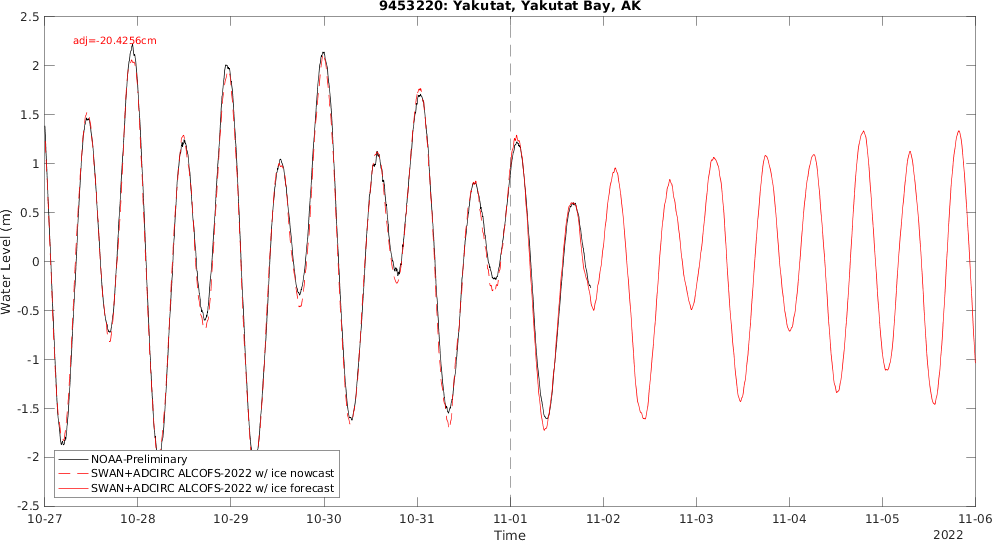 9453220: Yakutat, Yakutat Bay, AK
adj=-20.4256cm
2.5
2
1.5
1
0.5
0
-0.5
-1
-1.5
-2
-2.5
Water Level (m)
NOAA-Preliminary
SWAN+ADCIRC ALCOFS-2022 w/ ice nowcast
SWAN+ADCIRC ALCOFS-2022 w/ ice forecast
10-27 10-28 10-29 10-30 10-31 11-01 11-02 11-03 11-04 11-05 11-06
Time
2022